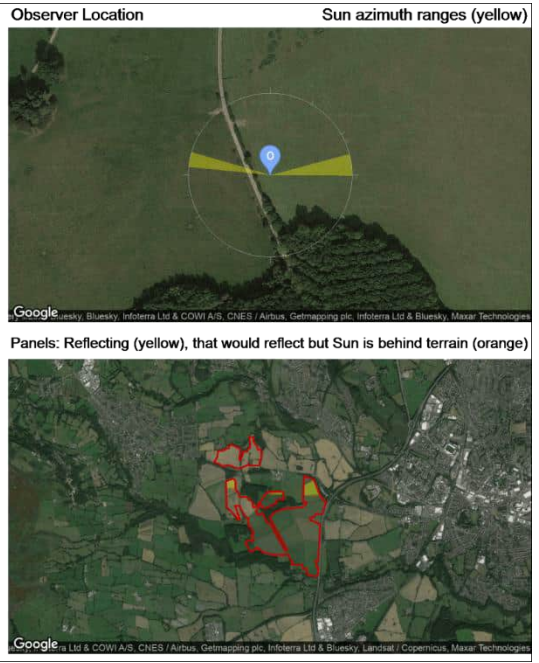 Observer Location Sun azimuth ranges (yellow)
O
Google
Bluesky, Bluesky, Infoterra Ltd & COWI A/S, CNES / Airbus, Getmapping plc, Infoterra Ltd & Bluesky, Maxar Technologies
Panels: Reflecting (yellow), that would reflect but Sun is behind terrain (orange)
Google
Ltd & COWI A/S, CNES / Airbus, Getmapping plc, Infoterra Ltd & Bluesky, Landsat / Copernicus, Maxar Technologies